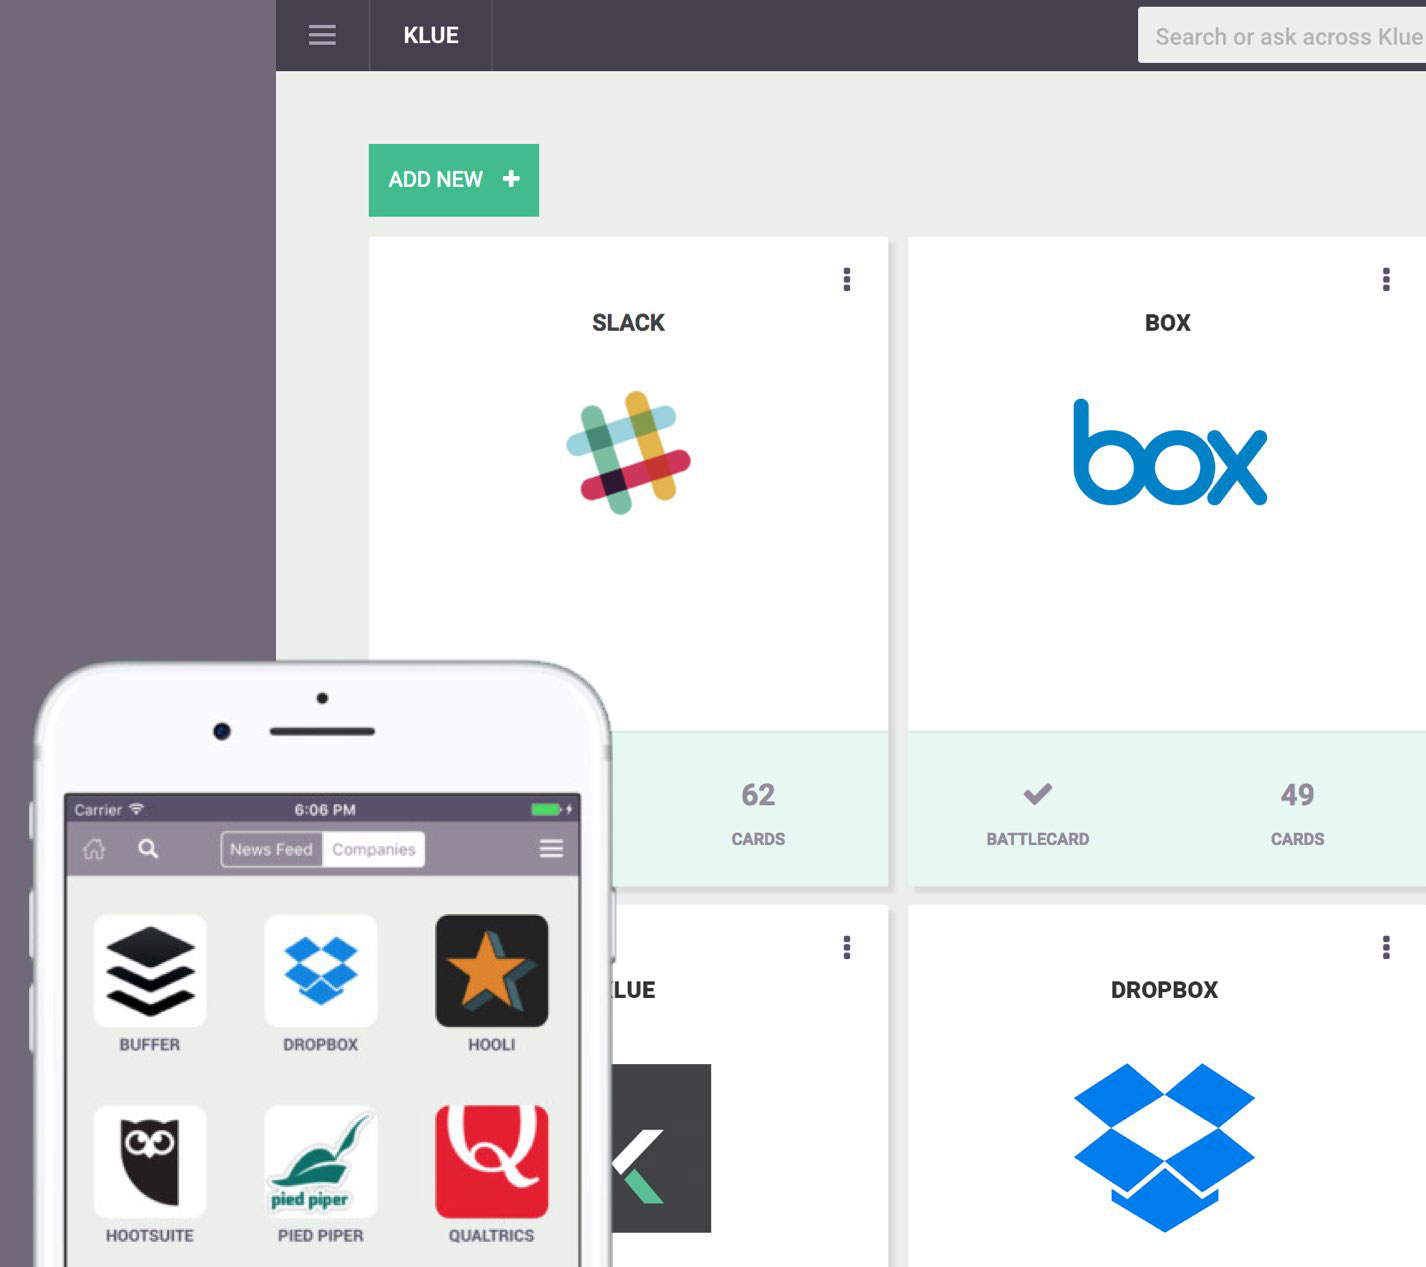 KLUE
Search or ask across Klue
ADD NEW
SLACK
BOX
box
62
CARDS
BATTLECARD
49
CARDS
KLUE
DROPBOX
Carrier
6:06 PM
News Feed
Companies
BUFFER
DROPBOX
HOOLI
pied piper
Q
HOOTSUITE
PIED PIPER
QUALTRICS